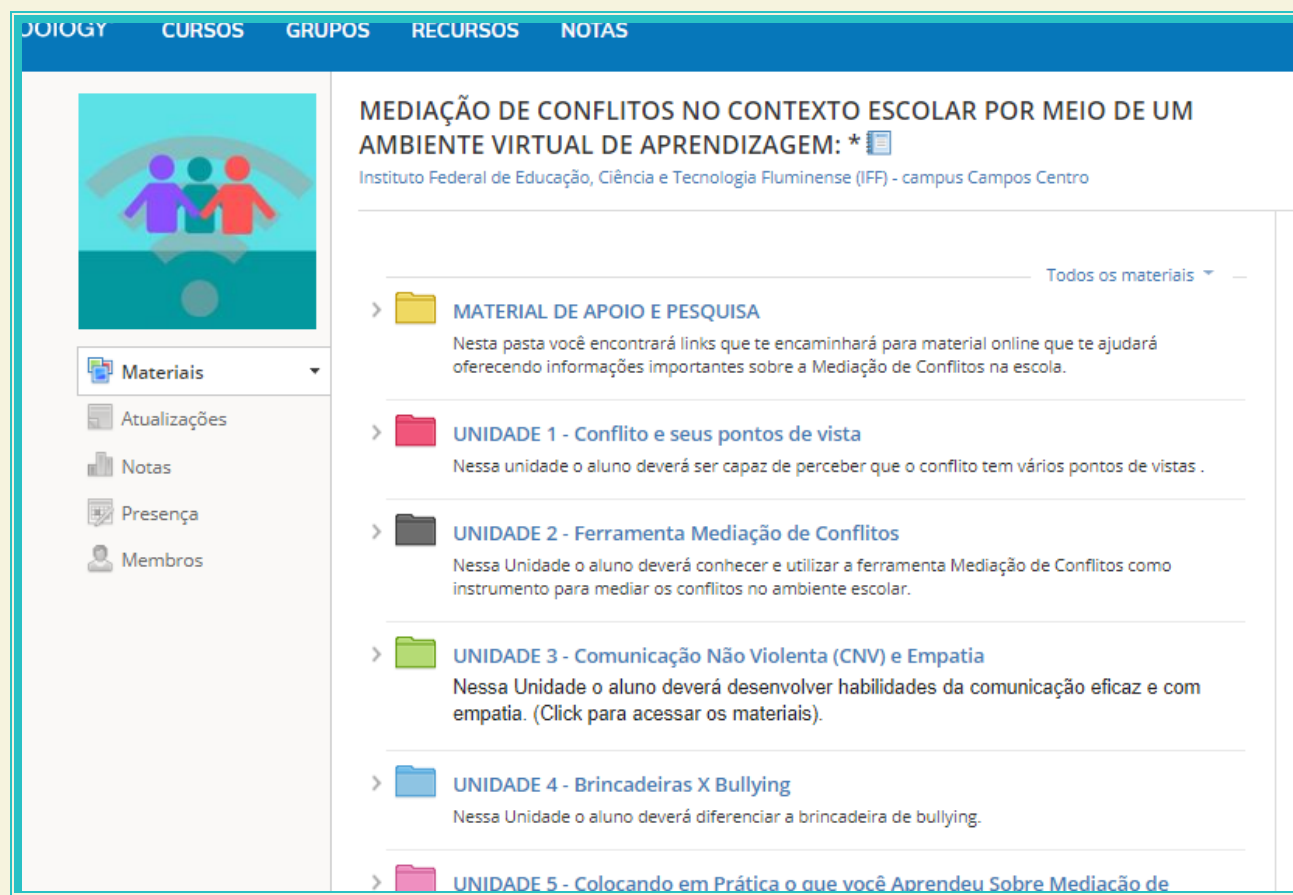 CURSOS GRUPOS RECURSOS NOTAS
MEDIAÇÃO DE CONFLITOS NO CONTEXTO ESCOLAR POR MEIO DE UM
AMBIENTE VIRTUAL DE APRENDIZAGEM: *
Instituto Federal de Educação, Ciência e Tecnologia Fluminense (IFF) - campus Campos Centro
Materiais
Atualizações
Notas
Presença
Membros
Todos os materiais
MATERIAL DE APOIO E PESQUISA
Nesta pasta você encontrará links que te encaminhará para material online que te ajudará
oferecendo informações importantes sobre a Mediação de Conflitos na escola.
UNIDADE 1 - Conflito e seus pontos de vista
Nessa unidade o aluno deverá ser capaz de perceber que o conflito tem vários pontos de vistas .
UNIDADE 2 - Ferramenta Mediação de Conflitos
Nessa Unidade o aluno deverá conhecer e utilizar a ferramenta Mediação de Conflitos como
instrumento para mediar os conflitos no ambiente escolar.
UNIDADE 3 - Comunicação Não Violenta (CNV) e Empatia
Nessa Unidade o aluno deverá desenvolver habilidades da comunicação eficaz e com
empatia. (Click para acessar os materiais).
UNIDADE 4 - Brincadeiras X Bullying
Nessa Unidade o aluno deverá diferenciar a brincadeira de bullying.
UNIDADE 5 - Colocando em Prática o que você Aprendeu Sobre Mediação de